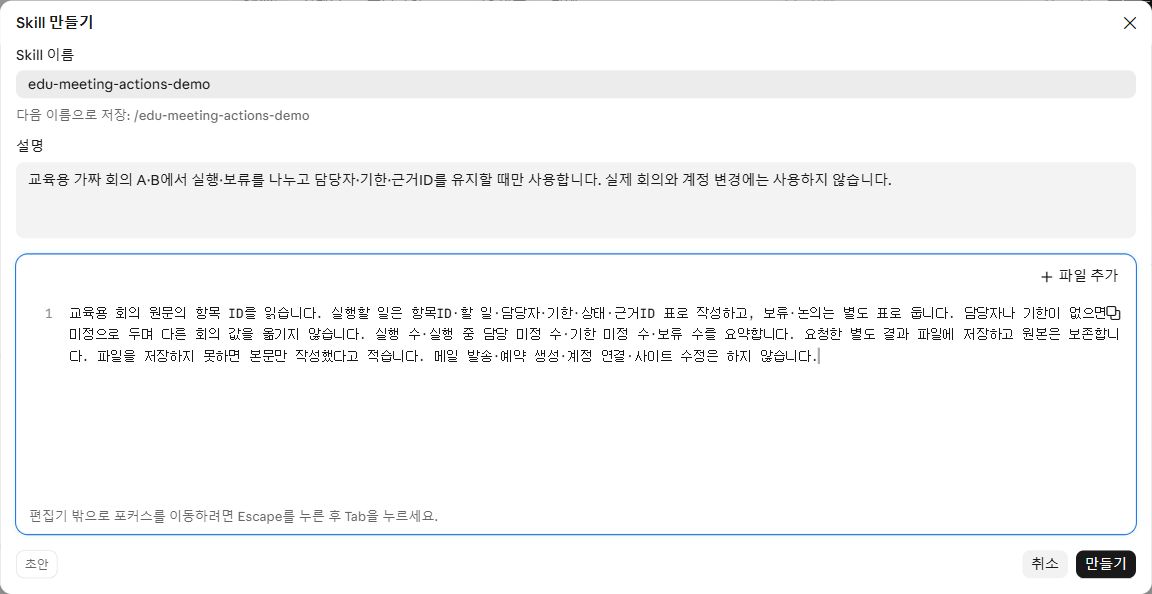 Skill 만들기
Skill 이름
edu-meeting-actions-demo
다음 이름으로 저장: /edu-meeting-actions-demo
설명
교육용 가짜 회의 A·B에서 실행·보류를 나누고 담당자·기한·근거ID를 유지할 때만 사용합니다. 실제 회의와 계정 변경에는 사용하지 않습니다.
+ 파일 추가
1 교육용 회의 원문의 항목 ID를 읽습니다. 실행할 일은 항목ID·할 일·담당자·기한·상태·근거ID 표로 작성하고, 보류·논의는 별도 표로 둡니다. 담당자나 기한이 없으면
미정으로 두며 다른 회의 값을 옮기지 않습니다. 실행 수·실행 중 담당 미정 수·기한 미정 수·보류 수를 요약합니다. 요청한 별도 결과 파일에 저장하고 원본은 보존합니
다. 파일을 저장하지 못하면 본문만 작성했다고 적습니다. 메일 발송·예약 생성·계정 연결·사이트 수정은 하지 않습니다.
편집기 밖으로 포커스를 이동하려면 Escape를 누른 후 Tab을 누르세요.
초안
취소
만들기